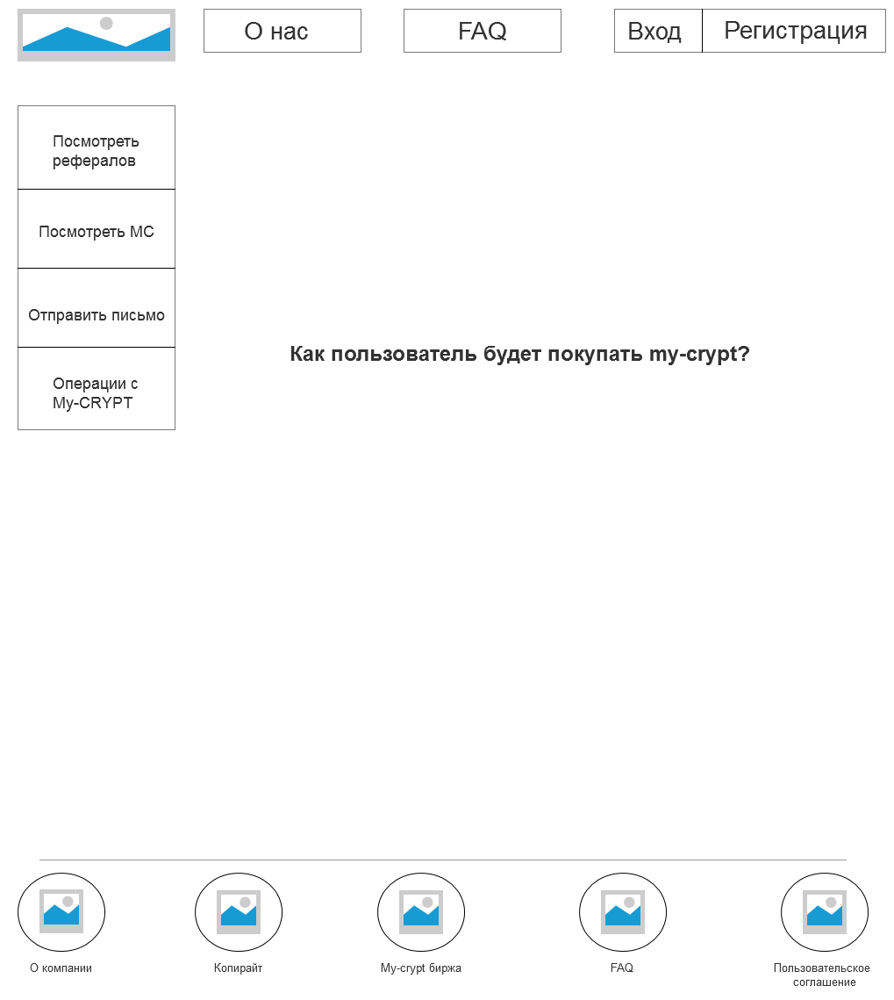 О нас
FAQ
Вход
Регистрация
Посмотреть
рефералов
Посмотреть МС
Отправить письмо
Операции с
My-CRYPT
Как пользователь будет покупать my-crypt?
О компании
Копирайт
My-crypt биржа
FAQ
Пользовательское
соглашение